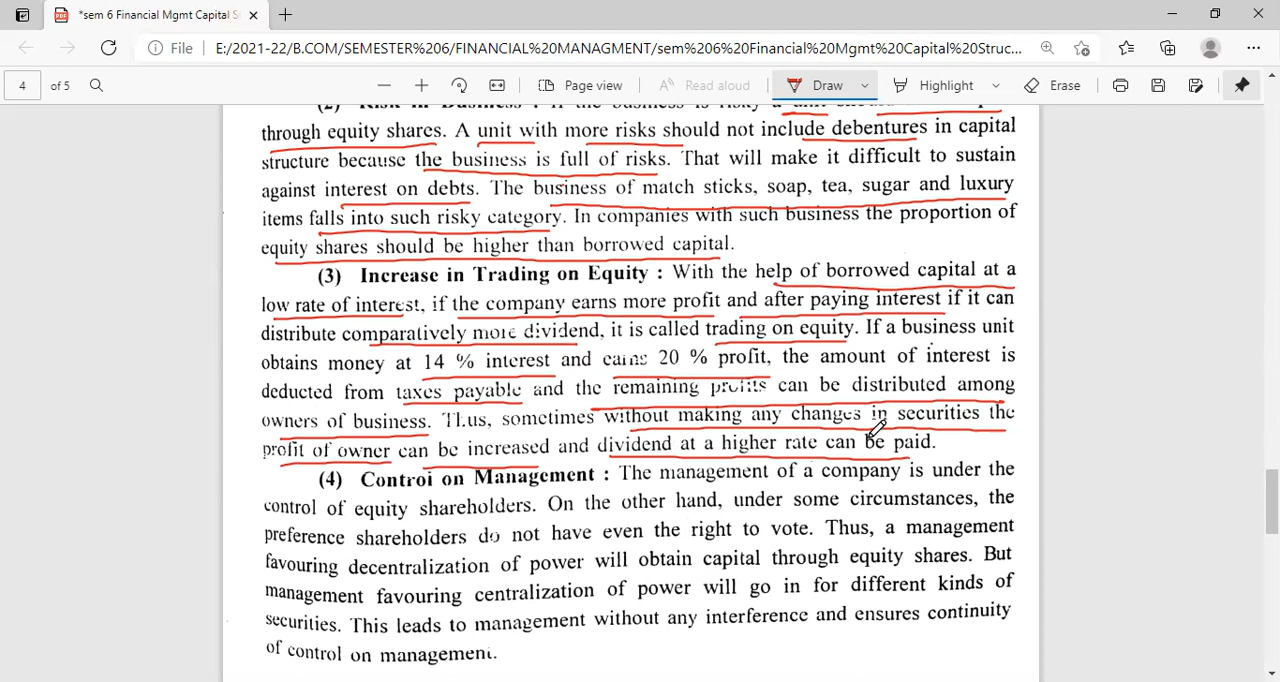 *sem 6 Financial Mgmt Capital S
File
E:/2021-22/B.COM/SEMESTER%206/FINANCIAL%20MANAGMENT/sem%206%20Financial%20Mgmt%20Capital%20Struc...
4 of 5
Page view
Read aloud
Draw
Highlight
Erase
(2) Risk in Business : If the business is risky a unit should
through equity shares. A unit with more risks should not include debentures in capital
structure because the business is full of risks. That will make it difficult to sustain
against interest on debts. The business of match sticks, soap, tea, sugar and luxury
items falls into such risky category. In companies with such business the proportion of
equity shares should be higher than borrowed capital.
(3) Increase in Trading on Equity : With the help of borrowed capital at a
low rate of interest, if the company earns more profit and after paying interest if it can
distribute comparatively more dividend, it is called trading on equity. If a business unit
obtains money at 14 % interest and earns 20 % profit, the amount of interest is
deducted from taxes payable and the remaining profits can be distributed among
owners of business. Thus, sometimes without making any changes in securities the
profit of owner can be increased and dividend at a higher rate can be paid.
(4) Control on Management : The management of a company is under the
control of equity shareholders. On the other hand, under some circumstances, the
preference shareholders do not have even the right to vote. Thus, a management
favouring decentralization of power will obtain capital through equity shares. But
management favouring centralization of power will go in for different kinds of
securities. This leads to management without any interference and ensures continuity
of control on management.